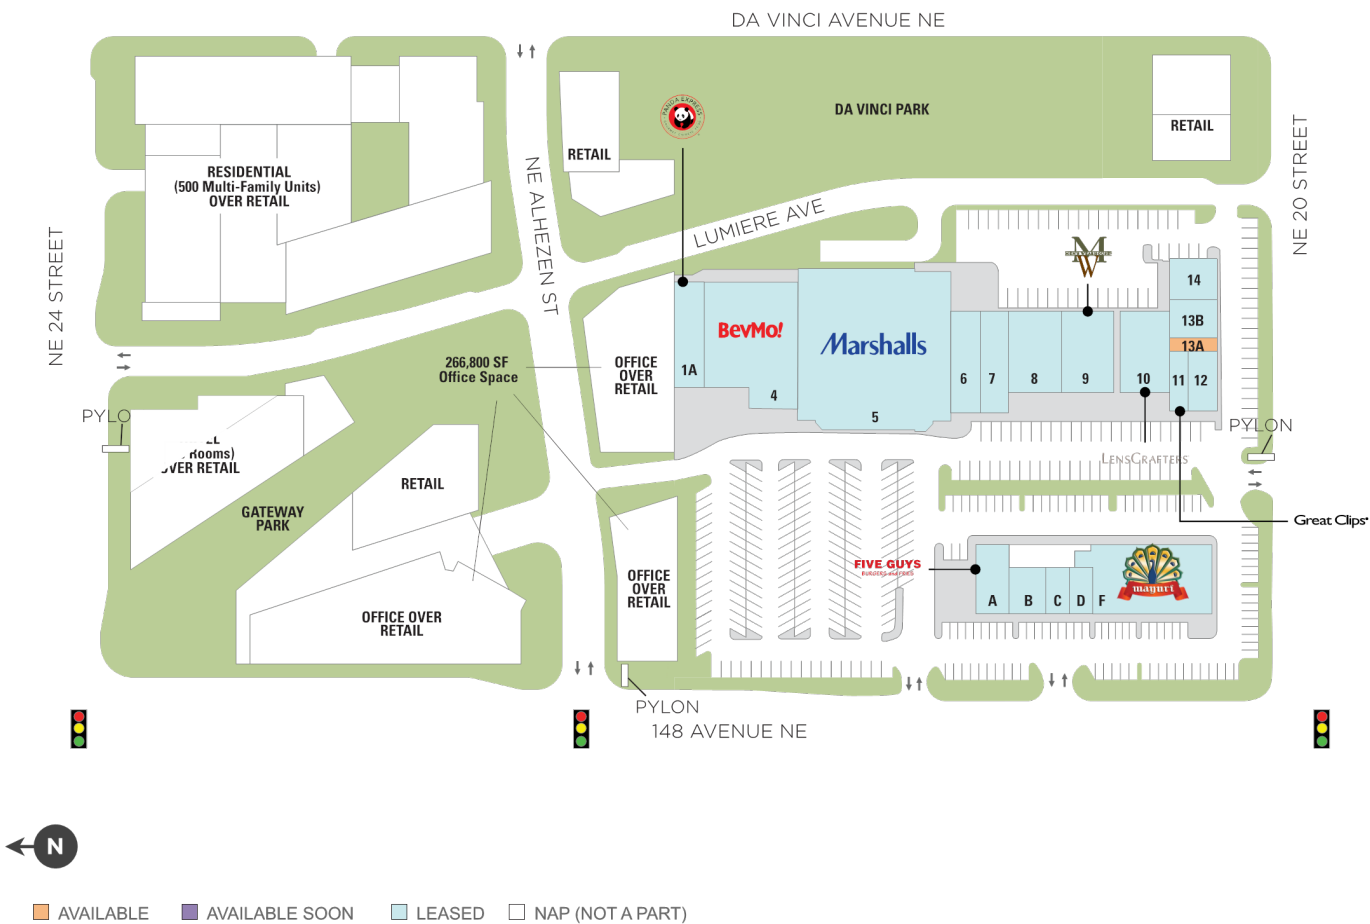 DA VINCI AVENUE NE
PANDA EXPRESS
DA VINCI PARK
RETAIL
RETAIL
NE 20 STREET
RESIDENTIAL
(500 Multi-Family Units)
OVER RETAIL
NE ALHEZEN ST
LUMIERE AVE
NE 24 STREET
MW
14
13B
13A
BevMo!
Marshalls
266,800 SF
Office Space
OFFICE
OVER
RETAIL
1A
4
5
6
7
8
9
10
11
12
PYLO
EL
Rooms)
OVER RETAIL
PYLON
LENSCRAFTERS
RETAIL
GATEWAY
PARK
Great Clips
FIVE GUYS
BURGERS and FRIES
mayuri
OFFICE
OVER
RETAIL
A
B
C
D
F
OFFICE OVER
RETAIL
PYLON
148 AVENUE NE
N
AVAILABLE
AVAILABLE SOON
LEASED
NAP (NOT A PART)